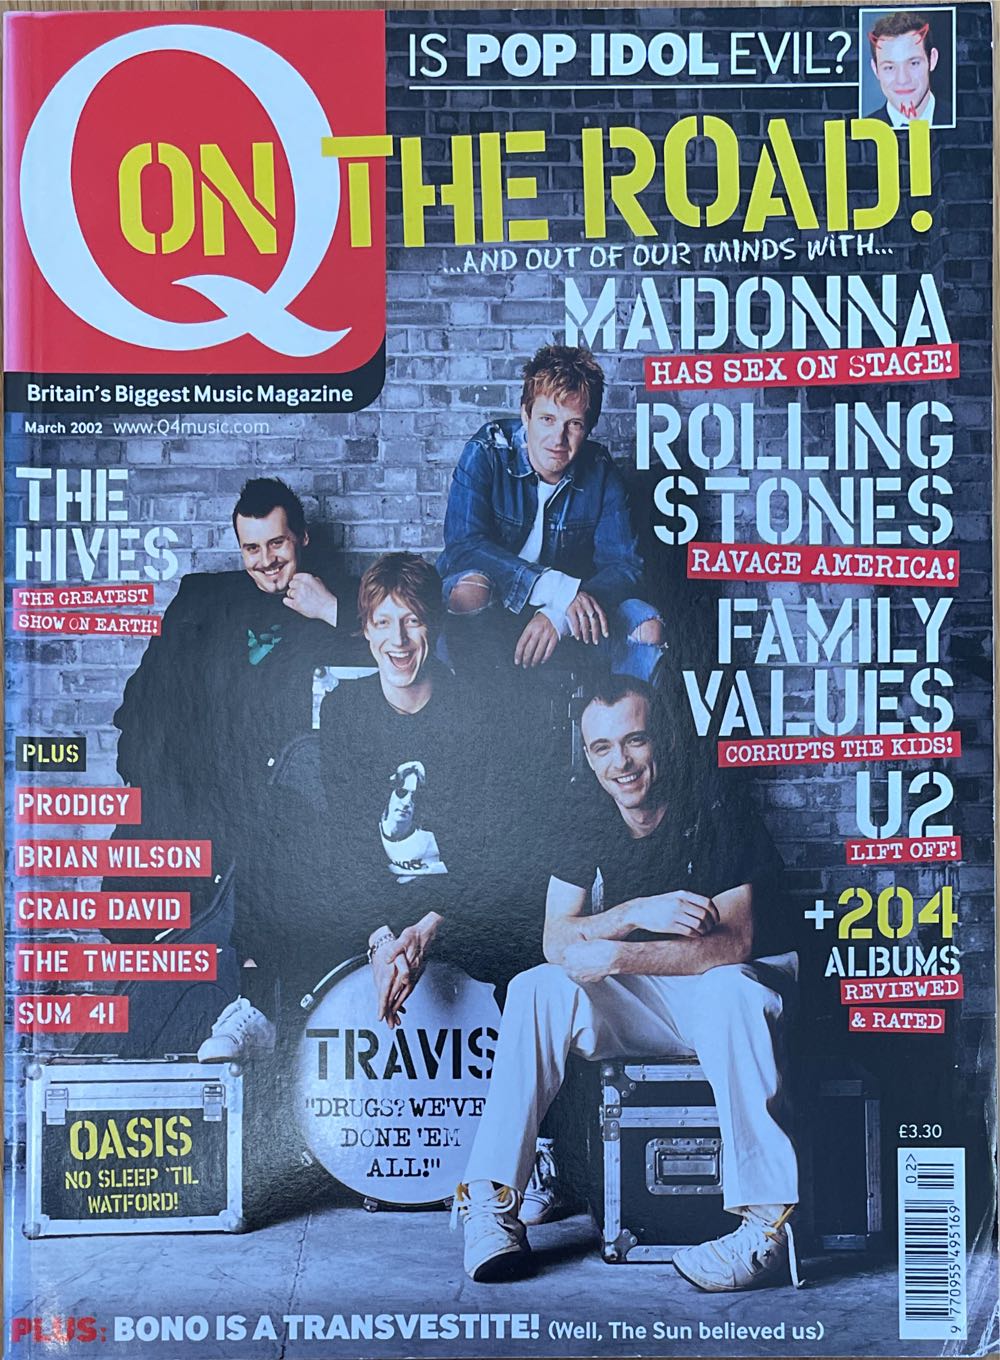 IS POP IDOL EVIL?
Q
ON THE ROAD!
...AND OUT OF OUR MINDS WITH...
MADONNA
HAS SEX ON STAGE!
Britain's Biggest Music Magazine
March 2002 www.Q4music.com
ROLLING
STONES
RAVAGE AMERICA!
THE
HIVES
THE GREATEST
SHOW ON EARTH!
FAMILY
VALUES
CORRUPTS THE KIDS!
PLUS
PRODIGY
BRIAN WILSON
CRAIG DAVID
THE TWEENIES
SUM 41
U2
LIFT OFF!
+204
ALBUMS
REVIEWED
& RATED
TRAVIS
"DRUGS? WE'VE
DONE 'EM
ALL!"
OASIS
NO SLEEP 'TIL
WATFORD!
£3.30
02>
9 770955 495169
PLUS: BONO IS A TRANSVESTITE! (Well, The Sun believed us)